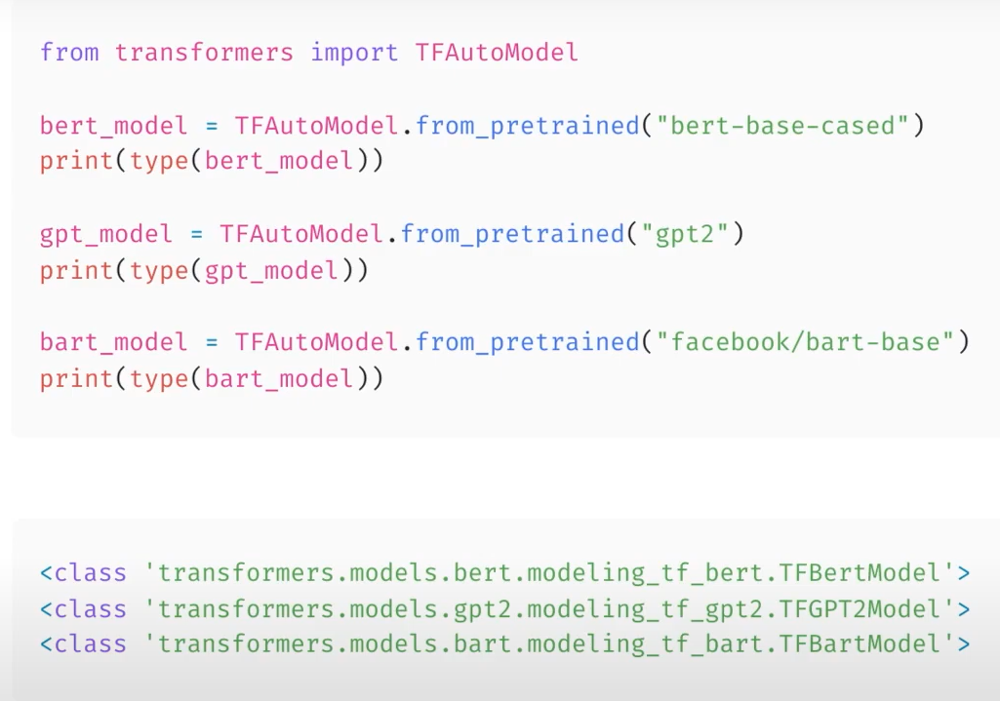 from transformers import TFAutoModel
bert_model = TFAutoModel.from_pretrained("bert-base-cased")
print(type(bert_model))
gpt_model = TFAutoModel.from_pretrained("gpt2")
print(type(gpt_model))
bart_model = TFAutoModel.from_pretrained("facebook/bart-base")
print(type(bart_model))
<class 'transformers.models.bert.modeling_tf_bert.TFBertModel'>
<class 'transformers.models.gpt2.modeling_tf_gpt2.TFGPT2Model'>
<class 'transformers.models.bart.modeling_tf_bart.TFBartModel'>